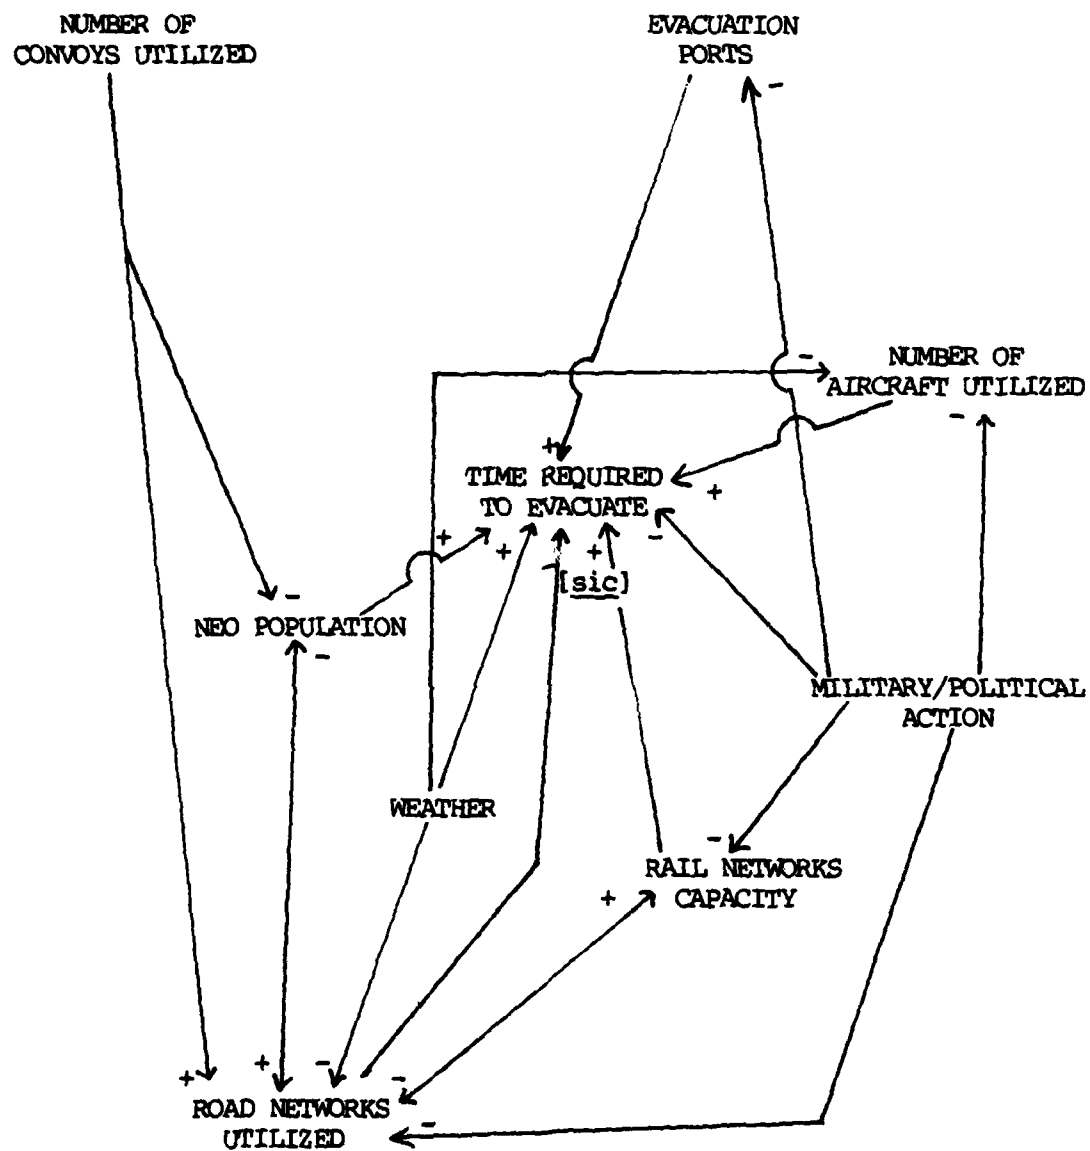 NUMBER OF
CONVOYS UTILIZED
EVACUATION
PORTS
-
-
NUMBER OF
AIRCRAFT UTILIZED
-
+
TIME REQUIRED
TO EVACUATE
+
+
+
+
-
-
[sic]
-
NEO POPULATION
-
MILITARY/POLITICAL
ACTION
WEATHER
-
RAIL NETWORKS
CAPACITY
+
+
+
-
-
ROAD NETWORKS
UTILIZED
-